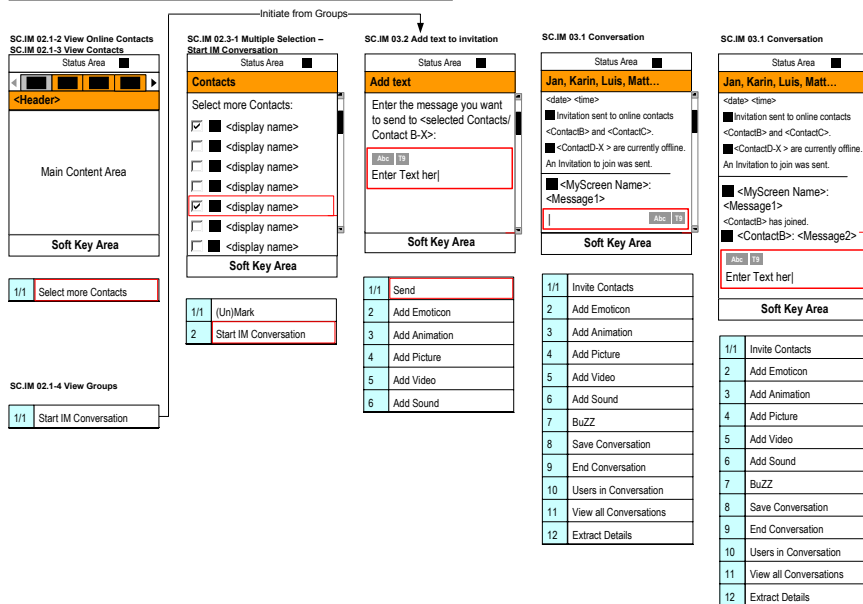 Initiate from Groups
SC.IM 02.1-2 View Online Contacts
SC.IM 02.1-3 View Contacts
Status Area
<Header>
Main Content Area
Soft Key Area
1/1 Select more Contacts
SC.IM 02.1-4 View Groups
1/1 Start IM Conversation
SC.IM 02.3-1 Multiple Selection –
Start IM Conversation
Status Area
Contacts
Select more Contacts:
<display name>
<display name>
<display name>
<display name>
<display name>
<display name>
<display name>
Soft Key Area
1/1 (Un)Mark
2 Start IM Conversation
SC.IM 03.2 Add text to invitation
Status Area
Add text
Enter the message you want
to send to <selected Contacts/
Contact B-X>:
Abc T9
Enter Text her|
Soft Key Area
1/1 Send
2 Add Emoticon
3 Add Animation
4 Add Picture
5 Add Video
6 Add Sound
SC.IM 03.1 Conversation
Status Area
Jan, Karin, Luis, Matt…
<date> <time>
Invitation sent to online contacts
<ContactB> and <ContactC>.
<ContactD-X > are currently offline.
An Invitation to join was sent.
<MyScreen Name>:
<Message1>
| Abc T9
Soft Key Area
1/1 Invite Contacts
2 Add Emoticon
3 Add Animation
4 Add Picture
5 Add Video
6 Add Sound
7 BuZZ
8 Save Conversation
9 End Conversation
10 Users in Conversation
11 View all Conversations
12 Extract Details
SC.IM 03.1 Conversation
Status Area
Jan, Karin, Luis, Matt…
<date> <time>
Invitation sent to online contacts
<ContactB> and <ContactC>.
<ContactD-X > are currently offline.
An Invitation to join was sent.
<MyScreen Name>:
<Message1>
<ContactB> has joined.
<ContactB>: <Message2>
Abc T9
Enter Text her|
Soft Key Area
1/1 Invite Contacts
2 Add Emoticon
3 Add Animation
4 Add Picture
5 Add Video
6 Add Sound
7 BuZZ
8 Save Conversation
9 End Conversation
10 Users in Conversation
11 View all Conversations
12 Extract Details